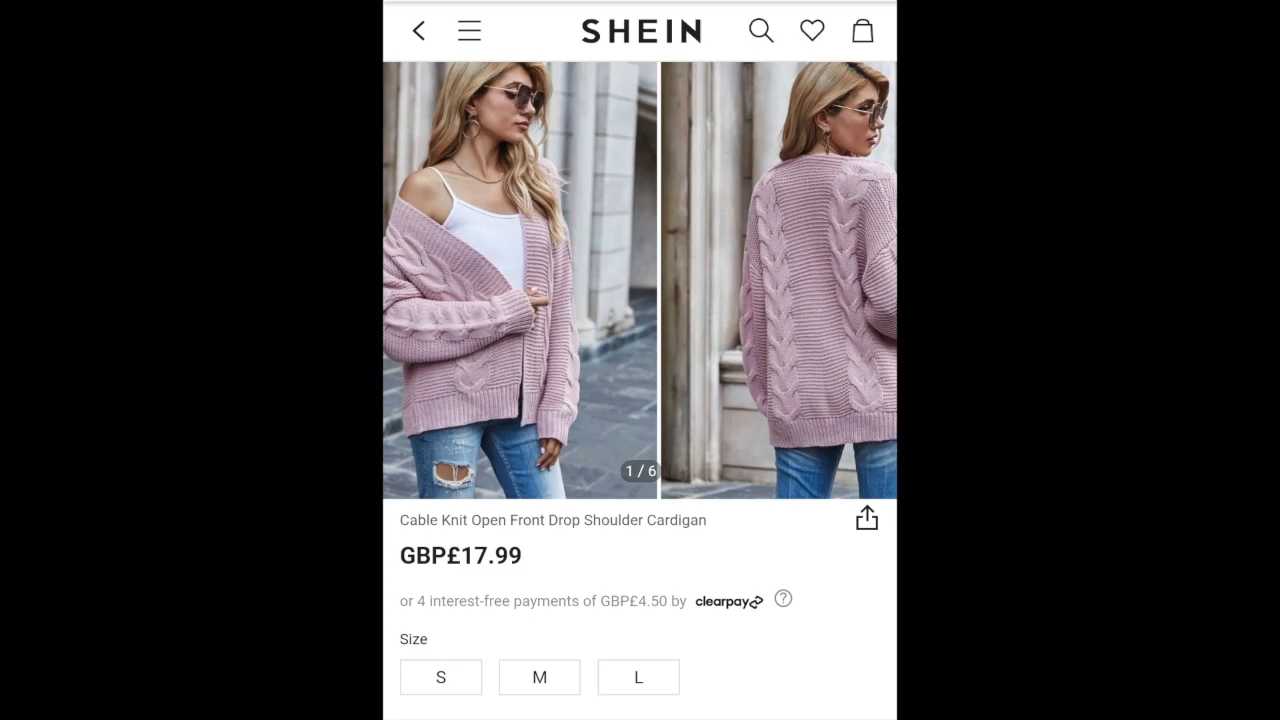 SHEIN
1 / 6
Cable Knit Open Front Drop Shoulder Cardigan
GBP£17.99
or 4 interest-free payments of GBP£4.50 by clearpay ?
Size
S M L